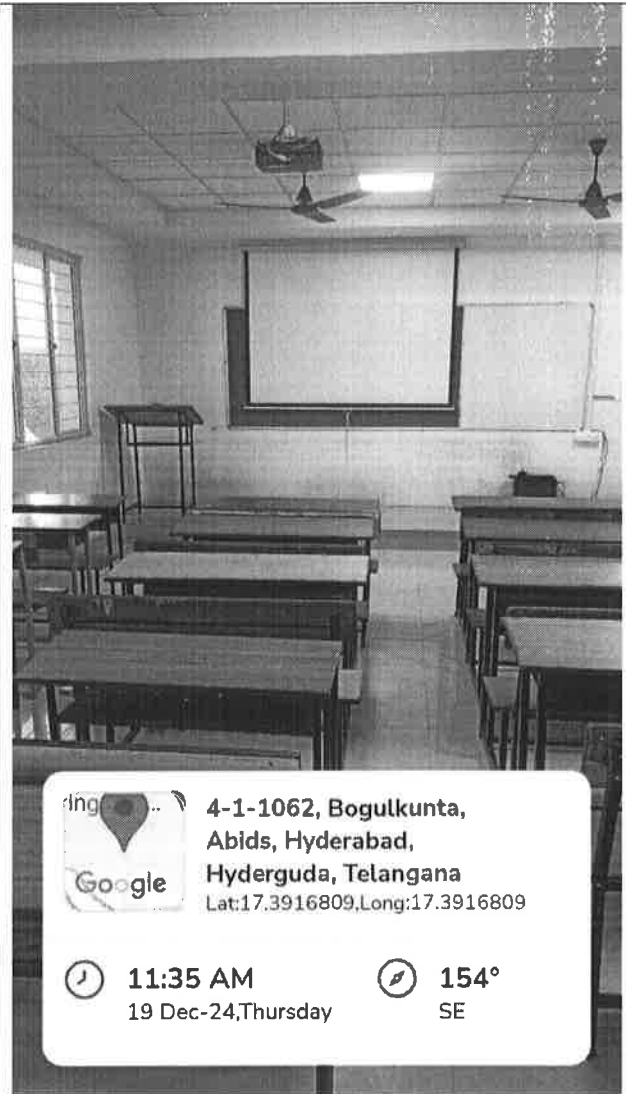 4-1-1062, Bogulkunta,
Abids, Hyderabad,
Hyderguda, Telangana
Lat:17.3916809,Long:17.3916809
Google
11:35 AM
154°
19 Dec-24,Thursday
SE